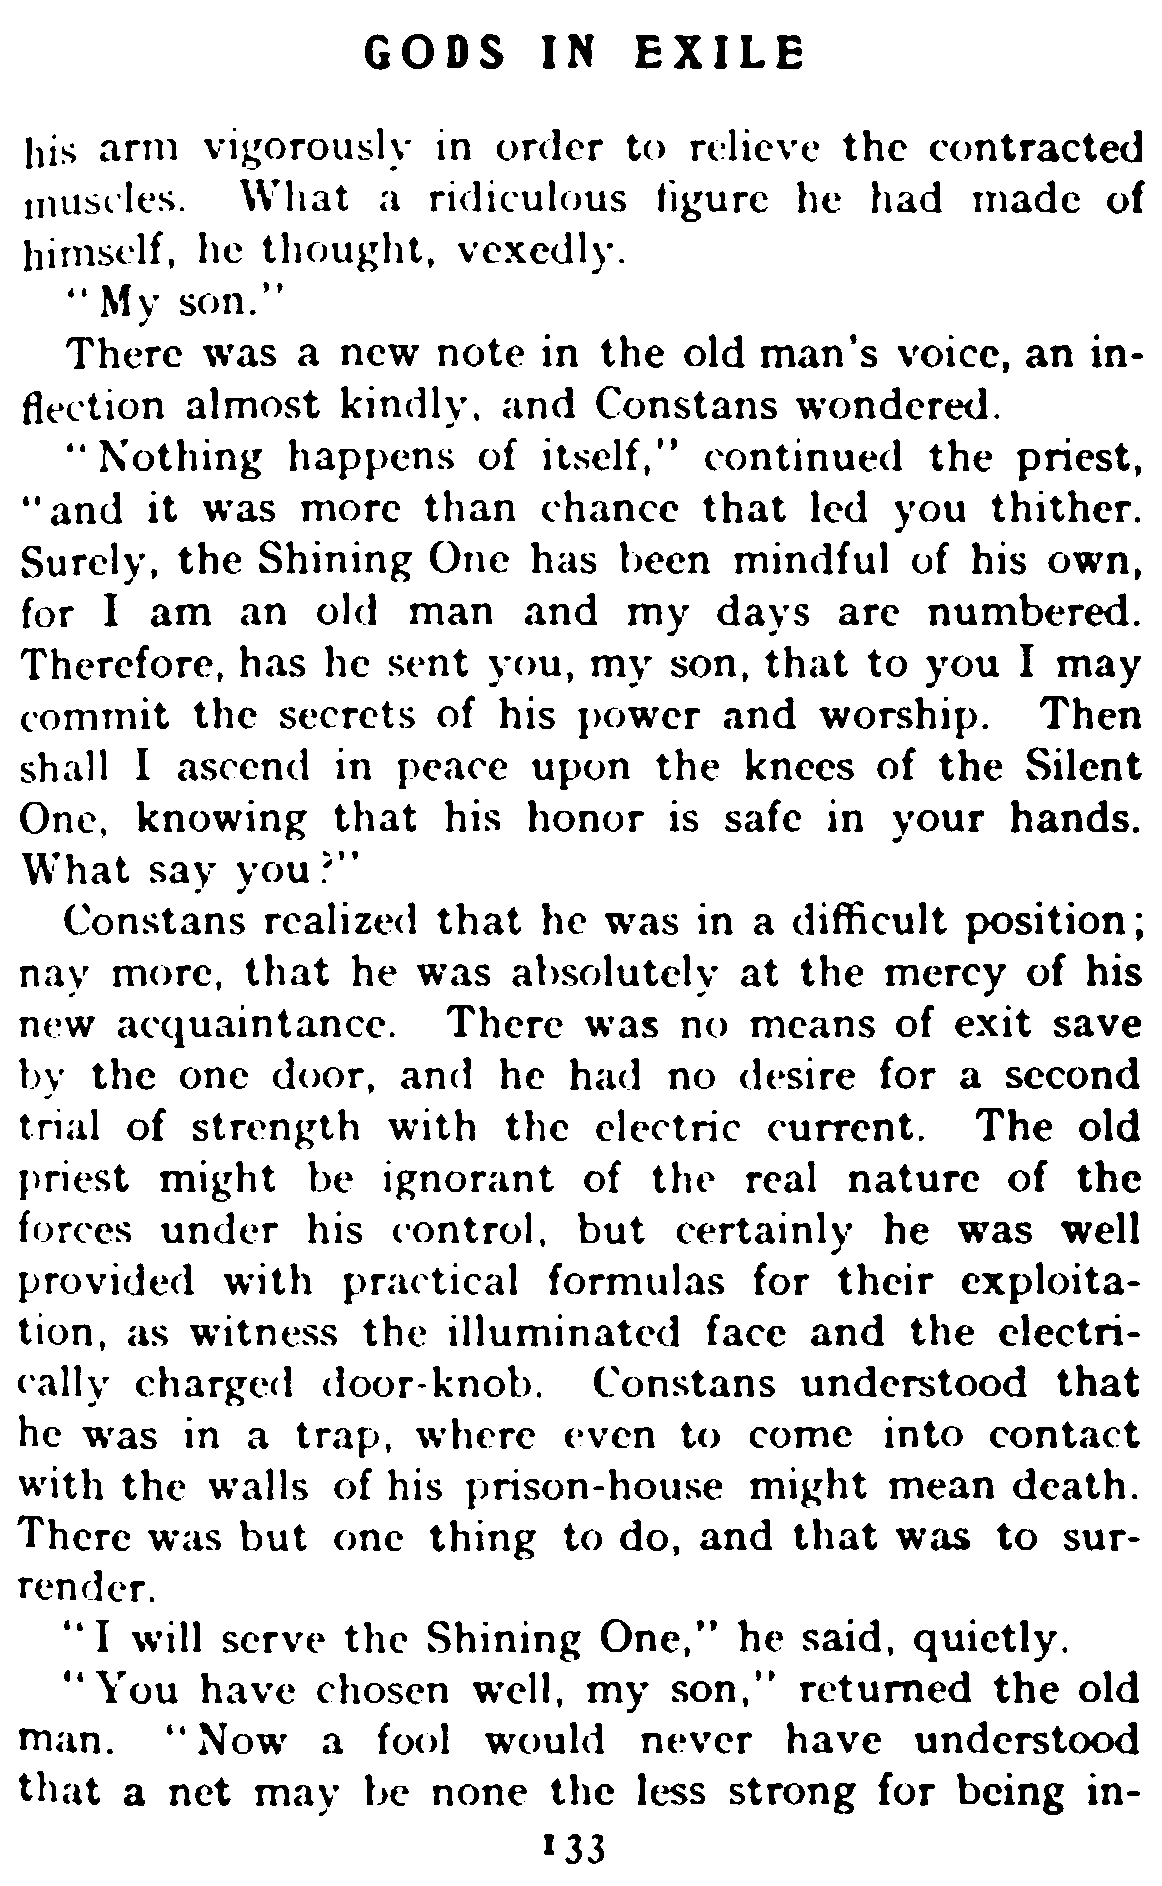 GODS IN EXILE
his arm vigorously in order to relieve the contracted
muscles. What a ridiculous figure he had made of
himself, he thought, vexedly.
"My son."
There was a new note in the old man's voice, an in-
flection almost kindly, and Constans wondered.
"Nothing happens of itself," continued the priest,
"and it was more than chance that led you thither.
Surely, the Shining One has been mindful of his own,
for I am an old man and my days are numbered.
Therefore, has he sent you, my son, that to you I may
commit the secrets of his power and worship. Then
shall I ascend in peace upon the knees of the Silent
One, knowing that his honor is safe in your hands.
What say you?"
Constans realized that he was in a difficult position;
nay more, that he was absolutely at the mercy of his
new acquaintance. There was no means of exit save
by the one door, and he had no desire for a second
trial of strength with the electric current. The old
priest might be ignorant of the real nature of the
forces under his control, but certainly he was well
provided with practical formulas for their exploita-
tion, as witness the illuminated face and the electri-
cally charged door-knob. Constans understood that
he was in a trap, where even to come into contact
with the walls of his prison-house might mean death.
There was but one thing to do, and that was to sur-
render.
"I will serve the Shining One," he said, quietly.
"You have chosen well, my son," returned the old
man. "Now a fool would never have understood
that a net may be none the less strong for being in-
133